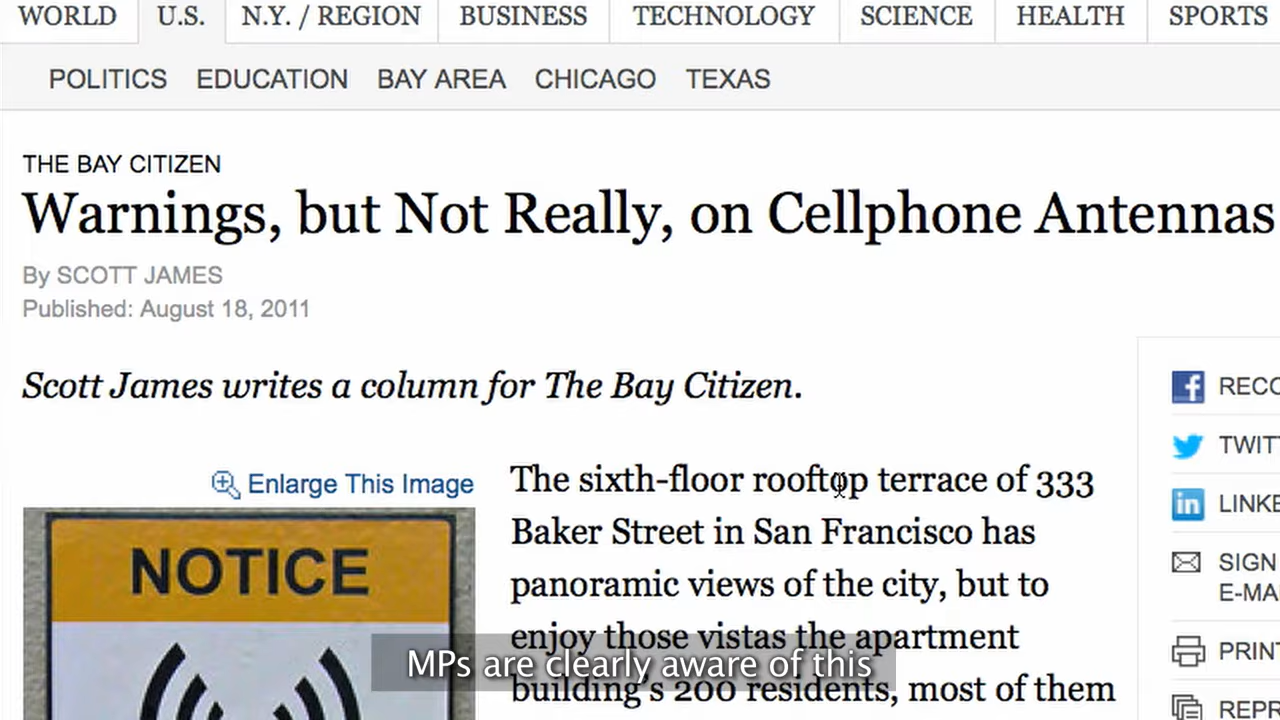 WORLD U.S. N.Y. / REGION BUSINESS TECHNOLOGY SCIENCE HEALTH SPORTS
POLITICS EDUCATION BAY AREA CHICAGO TEXAS
THE BAY CITIZEN
Warnings, but Not Really, on Cellphone Antennas
By SCOTT JAMES
Published: August 18, 2011
Scott James writes a column for The Bay Citizen.
Enlarge This Image
NOTICE
The sixth-floor rooftop terrace of 333
Baker Street in San Francisco has
panoramic views of the city, but to
enjoy those vistas the apartment
building's 200 residents, most of them
MPs are clearly aware of this
RECO
TWIT
LINKE
SIGN
E-MA
PRIN
REPR